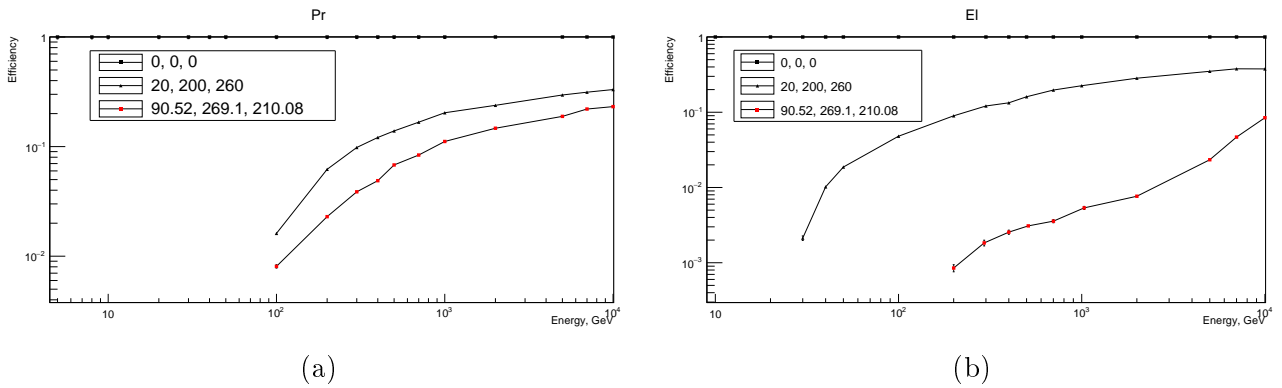 Pr
Efficiency
1
10⁻¹
10⁻²
0, 0, 0
20, 200, 260
90.52, 269.1, 210.08
10
10²
10³
10⁴
Energy, GeV
(a)
El
Efficiency
1
10⁻¹
10⁻²
10⁻³
0, 0, 0
20, 200, 260
90.52, 269.1, 210.08
10
10²
10³
10⁴
Energy, GeV
(b)